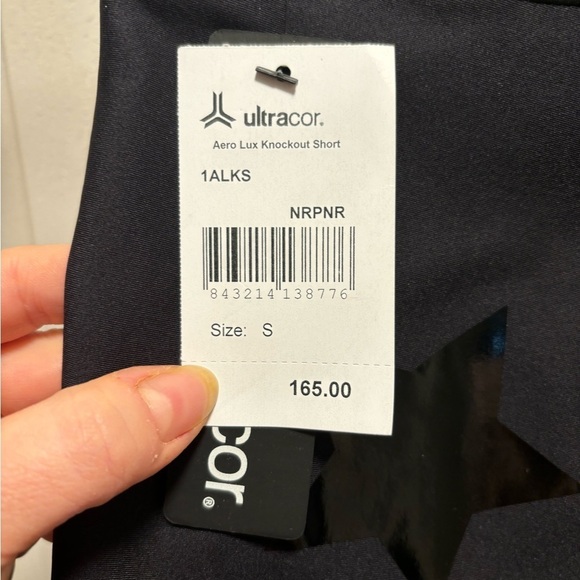 ultracor®
Aero Lux Knockout Short
1ALKS
NRPNR
843214 138776
Size: S
165.00
cor®